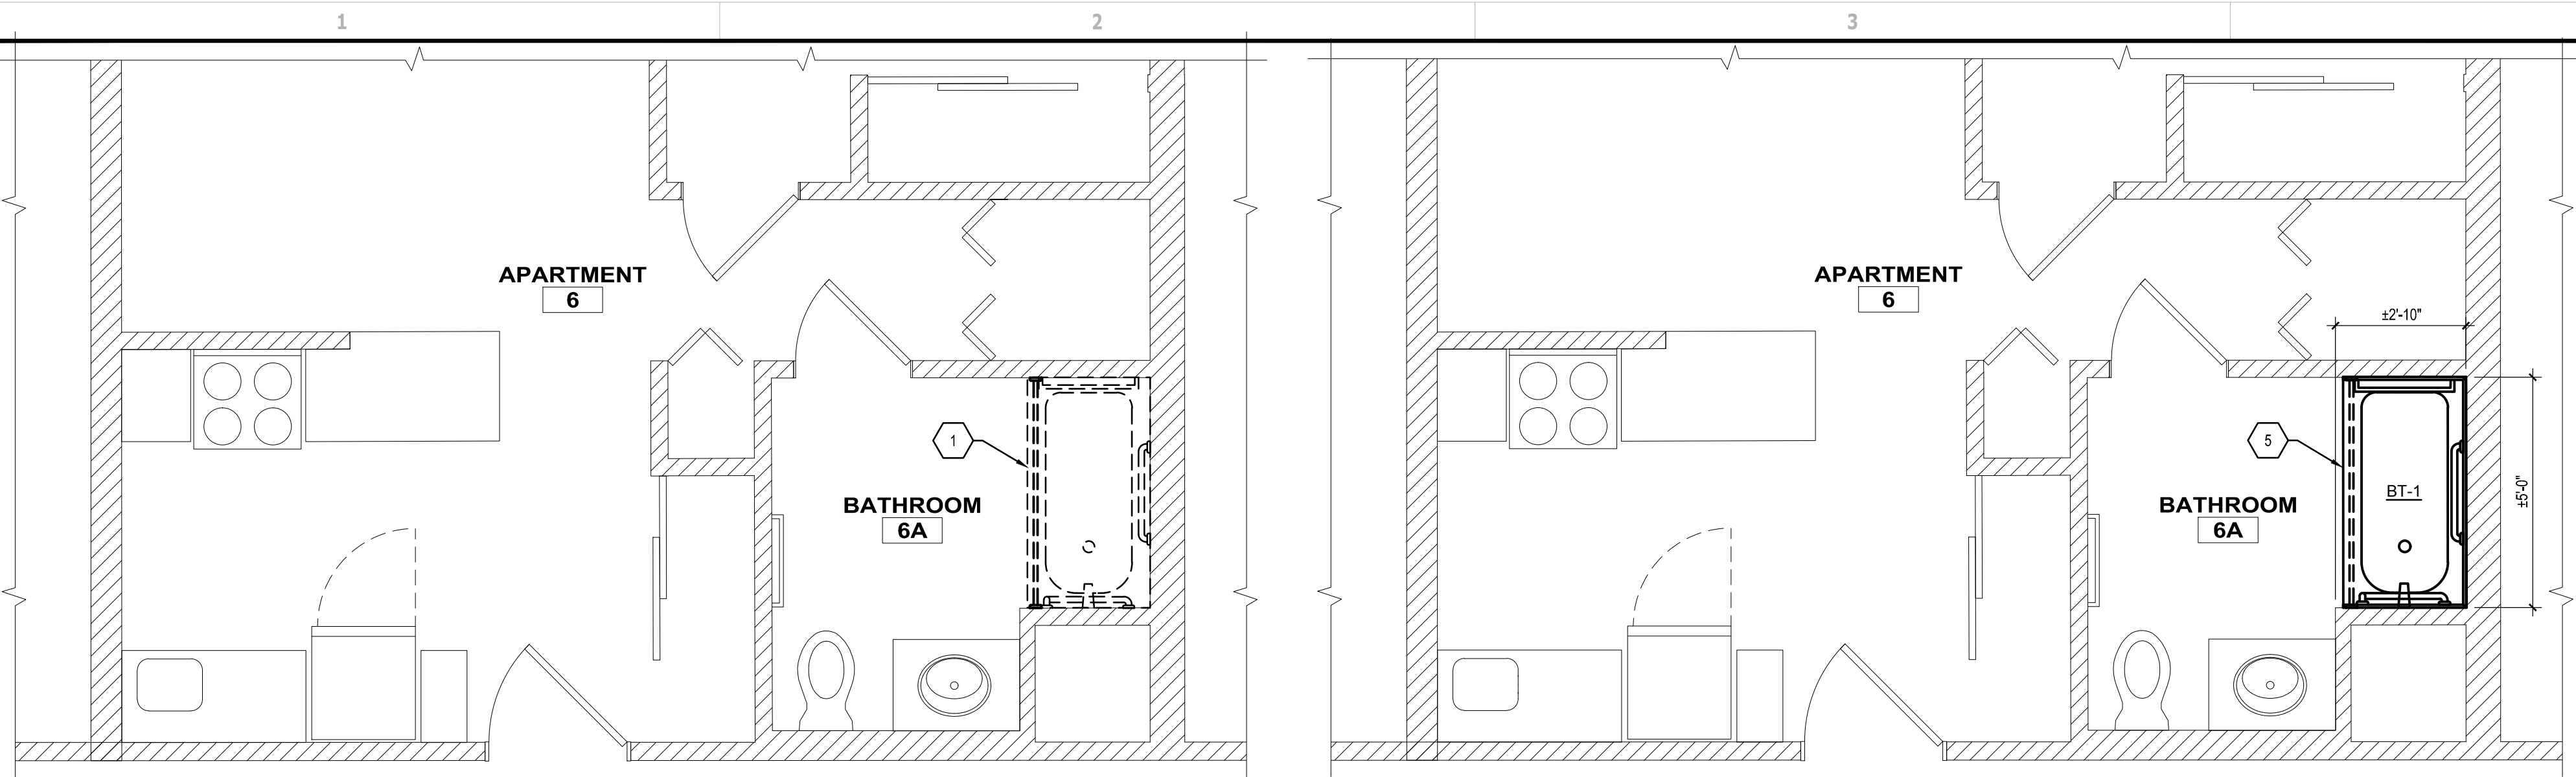 1
2
3
APARTMENT
6
1
BATHROOM
6A
APARTMENT
6
±2'-10"
5
BT-1
±5'-0"
BATHROOM
6A